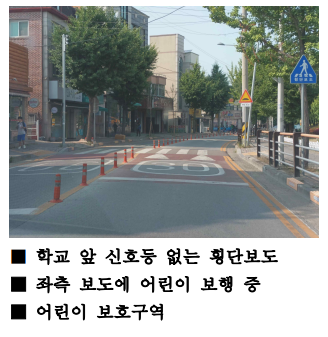 30
■ 학교 앞 신호등 없는 횡단보도
■ 좌측 보도에 어린이 보행 중
■ 어린이 보호구역